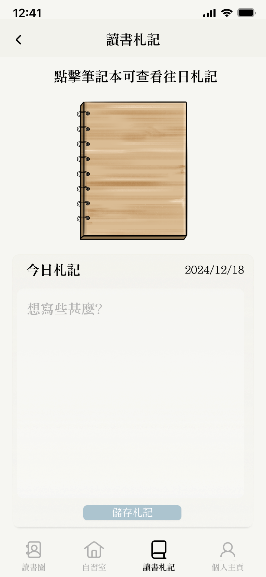 12:41
讀書札記
點擊筆記本可查看往日札記
今日札記
2024/12/18
想寫些甚麼?
儲存札記
讀書圈
自習室
讀書札記
個人主頁